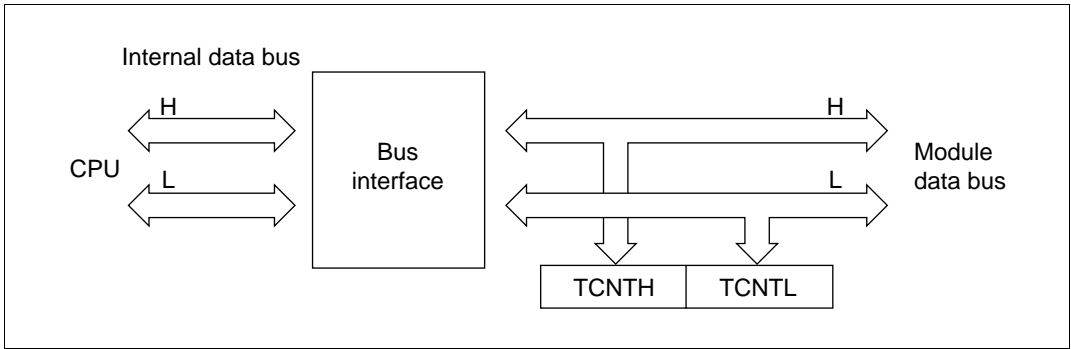 Internal data bus
H
H
CPU
Bus
interface
Module
data bus
L
L
TCNTH
TCNTL